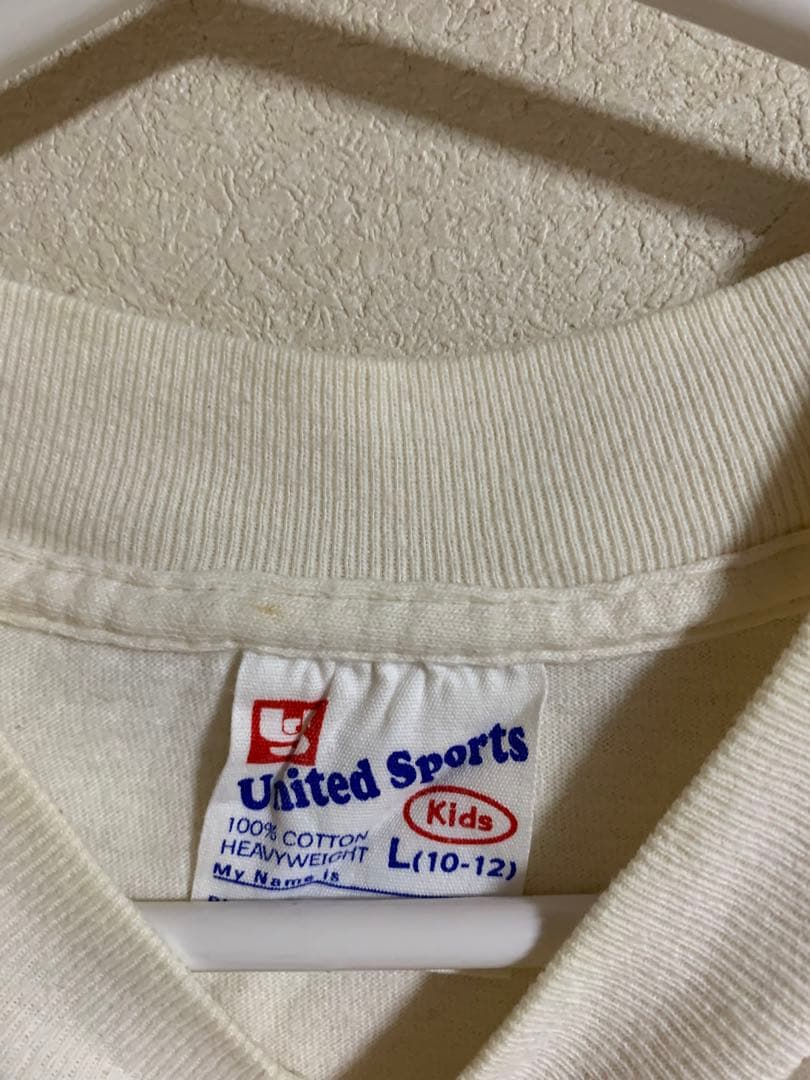 United Sports
Kids
100% COTTON
HEAVYWEIGHT L(10-12)
My Name is